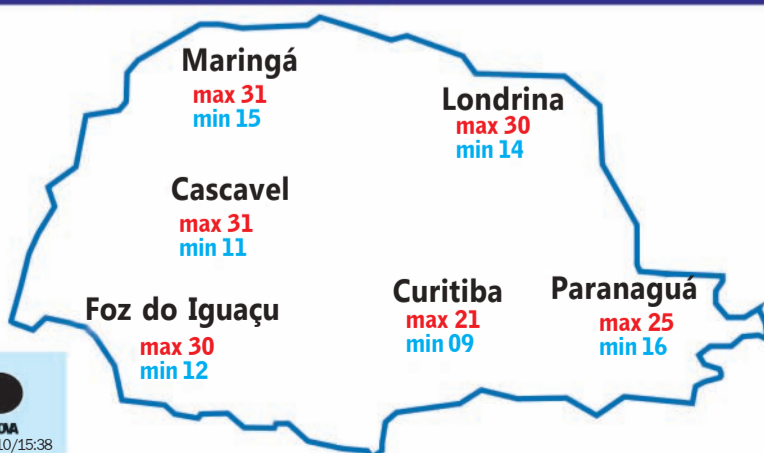 Maringá
max 31
min 15
Londrina
max 30
min 14
Cascavel
max 31
min 11
Foz do Iguaçu
max 30
min 12
Curitiba
max 21
min 09
Paranaguá
max 25
min 16
10/15:38